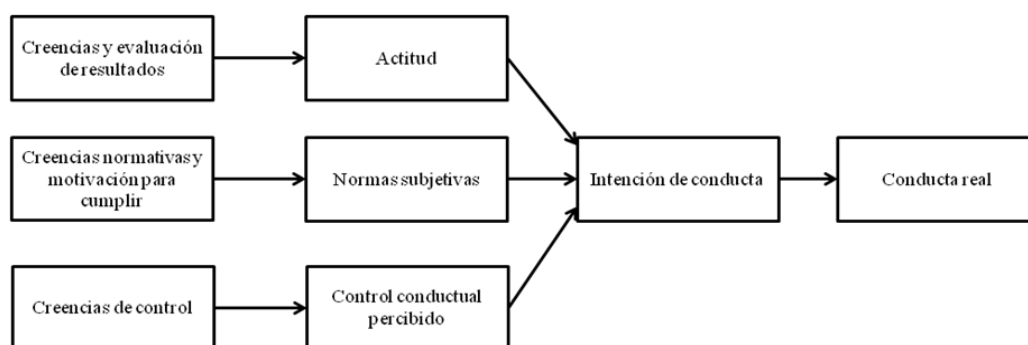 Creencias y evaluación
de resultados
Actitud
Creencias normativas y
motivación para
cumplir
Normas subjetivas
Intención de conducta
Conducta real
Creencias de control
Control conductual
percibido